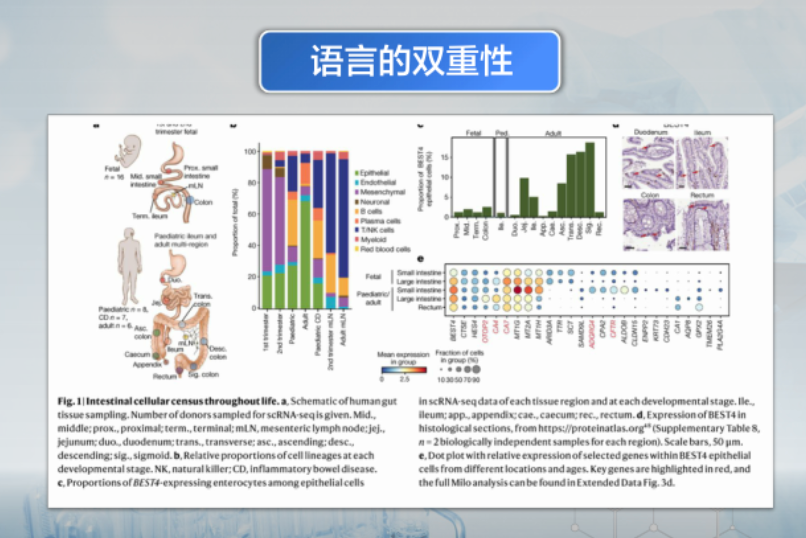 语言的双重性
trimester fetal
Fetal
n = 16
Mid. small
intestine
Prox. small
intestine
mLN
Colon
Term. ileum
Paediatric ileum and
adult multi-region
Duo.
Jej.
Trans.
colon
Paediatric n = 8,
CD n = 7,
adult n = 6
Asc.
colon
mLN
Ileum
Desc.
colon
Caecum
Appendix
Rectum
Sig. colon
Proportion of total (%)
100
80
60
40
20
0
1st trimester
2nd trimester
Paediatric
Adult
Paediatric CD
2nd trimester mLN
Adult mLN
Epithelial
Endothelial
Mesenchymal
Neuronal
B cells
Plasma cells
T/NK cells
Myeloid
Red blood cells
Fetal
Ped.
Adult
Proportion of BEST4
epithelial cells (%)
15
10
5
0
Prox.
Mid.
Term.
Colon
Ile.
Duo.
Jej.
Ile.
App.
Cae.
Asc.
Trans.
Desc.
Sig.
Rec.
Duodenum
Ileum
Colon
Rectum
e
Fetal
Paediatric/
adult
Small intestine
Large intestine
Small intestine
Large intestine
Rectum
BEST4
CTSE
HES4
OTOP2
CA4
CA7
MT1G
MT2A
MT1H
ARID3A
TTR
SCT
SAMD9L
ADGRG4
CPA2
CFTR
ALDOB
CLDN15
ENPP2
KRT23
CDH23
CA1
AQP8
GPX2
TMEM26
PLA2G4A
Mean expression
in group
0 2.5
Fraction of cells
in group (%)
10 30 50 70 90
Fig. 1 | Intestinal cellular census throughout life. a, Schematic of human gut
tissue sampling. Number of donors sampled for scRNA-seq is given. Mid.,
middle; prox., proximal; term., terminal; mLN, mesenteric lymph node; jej.,
jejunum; duo., duodenum; trans., transverse; asc., ascending; desc.,
descending; sig., sigmoid. b, Relative proportions of cell lineages at each
developmental stage. NK, natural killer; CD, inflammatory bowel disease.
c, Proportions of BEST4-expressing enterocytes among epithelial cells
in scRNA-seq data of each tissue region and at each developmental stage. Ile.,
ileum; app., appendix; cae., caecum; rec., rectum. d, Expression of BEST4 in
histological sections, from https://proteinatlas.org⁴⁸ (Supplementary Table 8,
n = 2 biologically independent samples for each region). Scale bars, 50 μm.
e, Dot plot with relative expression of selected genes within BEST4 epithelial
cells from different locations and ages. Key genes are highlighted in red, and
the full Milo analysis can be found in Extended Data Fig. 3d.